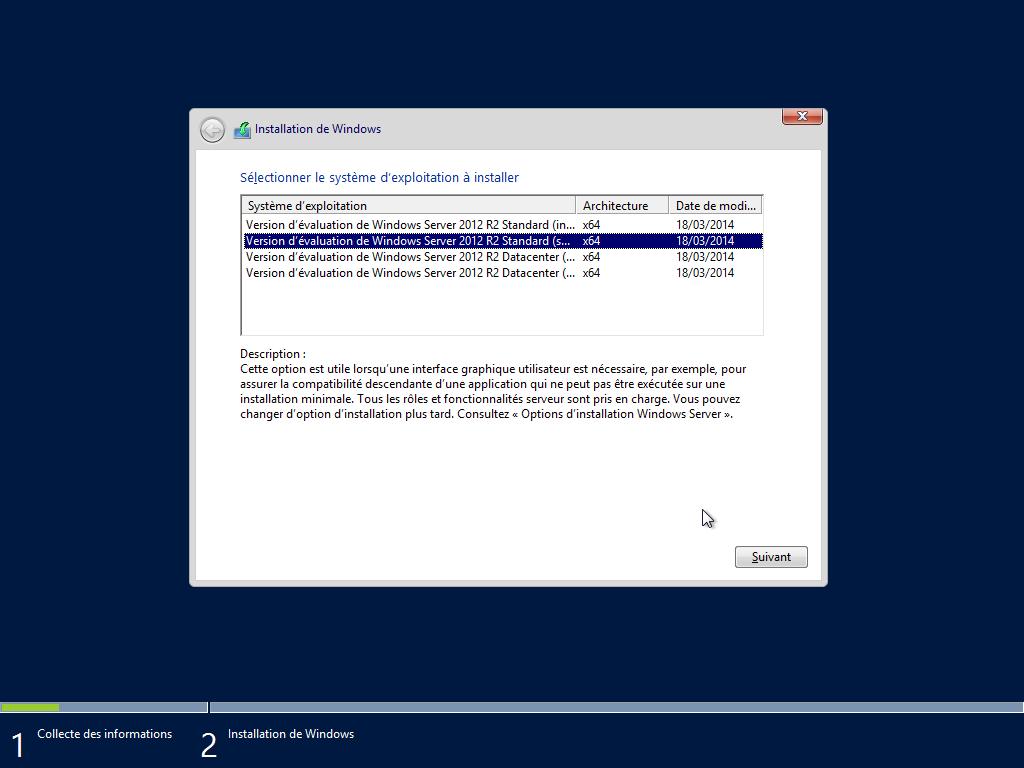 Installation de Windows
Sélectionner le système d'exploitation à installer
Système d'exploitation Architecture Date de modi...
Version d'évaluation de Windows Server 2012 R2 Standard (in... x64 18/03/2014
Version d'évaluation de Windows Server 2012 R2 Standard (s... x64 18/03/2014
Version d'évaluation de Windows Server 2012 R2 Datacenter (... x64 18/03/2014
Version d'évaluation de Windows Server 2012 R2 Datacenter (... x64 18/03/2014
Description :
Cette option est utile lorsqu'une interface graphique utilisateur est nécessaire, par exemple, pour
assurer la compatibilité descendante d'une application qui ne peut pas être exécutée sur une
installation minimale. Tous les rôles et fonctionnalités serveur sont pris en charge. Vous pouvez
changer d'option d'installation plus tard. Consultez « Options d'installation Windows Server ».
Suivant
1 Collecte des informations 2 Installation de Windows